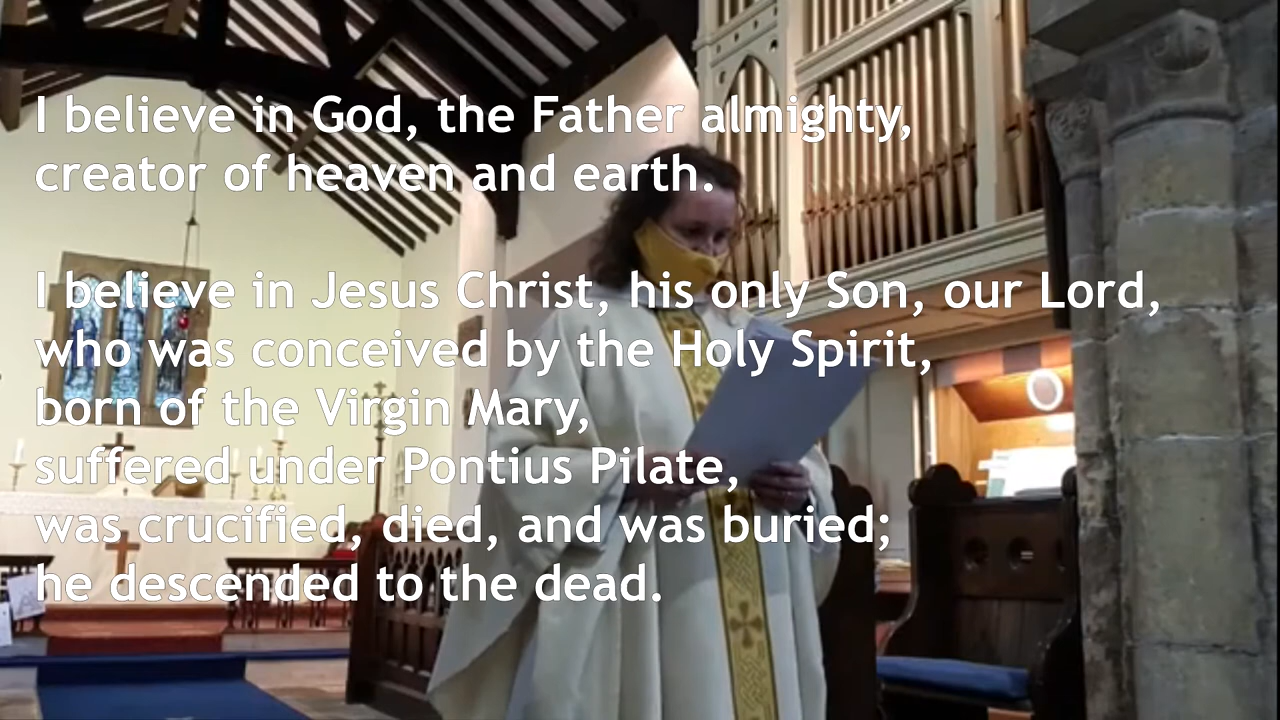 I believe in God, the Father almighty,
creator of heaven and earth.
I believe in Jesus Christ, his only Son, our Lord,
who was conceived by the Holy Spirit,
born of the Virgin Mary,
suffered under Pontius Pilate,
was crucified, died, and was buried;
he descended to the dead.